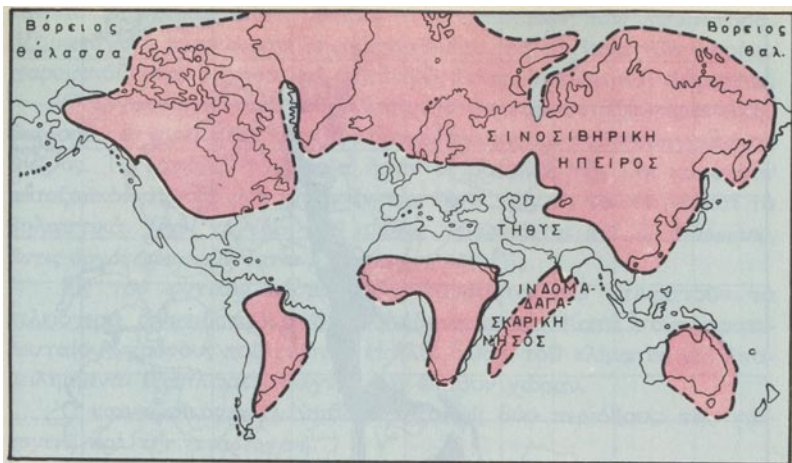 Βόρειος
θάλασσα
Βόρειος
θαλ.
ΣΙΝΟΣΙΒΗΡΙΚΗ
ΗΠΕΙΡΟΣ
ΤΗΘΥΣ
ΙΝΔΟΜΑ-
ΔΑΓΑ-
ΣΚΑΡΙΚΗ
ΝΗΣΟΣ